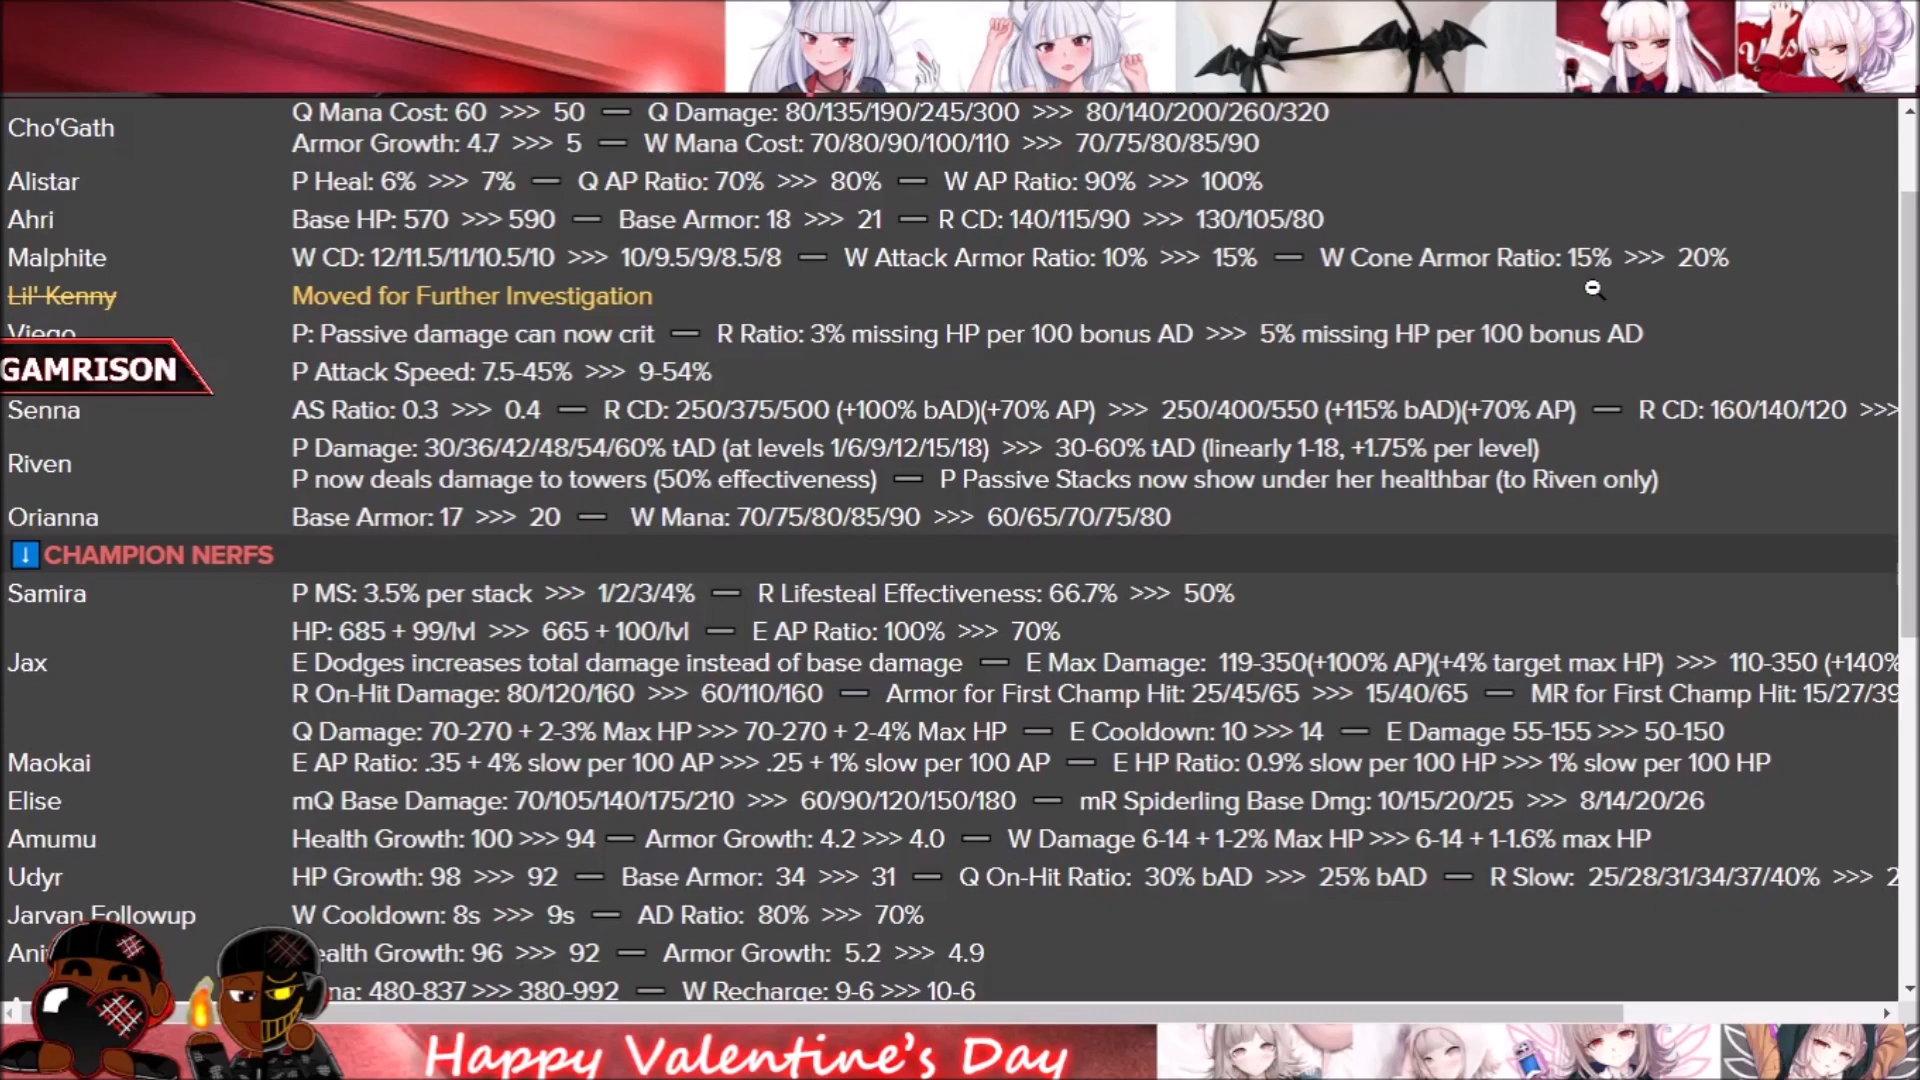 Cho'Gath
Q Mana Cost: 60 >>> 50 — Q Damage: 80/135/190/245/300 >>> 80/140/200/260/320
Armor Growth: 4.7 >>> 5 — W Mana Cost: 70/80/90/100/110 >>> 70/75/80/85/90
Alistar P Heal: 6% >>> 7% — Q AP Ratio: 70% >>> 80% — W AP Ratio: 90% >>> 100%
Ahri Base HP: 570 >>> 590 — Base Armor: 18 >>> 21 — R CD: 140/115/90 >>> 130/105/80
Malphite W CD: 12/11.5/11/10.5/10 >>> 10/9.5/9/8.5/8 — W Attack Armor Ratio: 10% >>> 15% — W Cone Armor Ratio: 15% >>> 20%
Lil' Kenny Moved for Further Investigation
Viego P: Passive damage can now crit — R Ratio: 3% missing HP per 100 bonus AD >>> 5% missing HP per 100 bonus AD
GAMRISON
P Attack Speed: 7.5-45% >>> 9-54%
Senna AS Ratio: 0.3 >>> 0.4 — R CD: 250/375/500 (+100% bAD)(+70% AP) >>> 250/400/550 (+115% bAD)(+70% AP) — R CD: 160/140/120 >>>
Riven
P Damage: 30/36/42/48/54/60% tAD (at levels 1/6/9/12/15/18) >>> 30-60% tAD (linearly 1-18, +1.75% per level)
P now deals damage to towers (50% effectiveness) — P Passive Stacks now show under her healthbar (to Riven only)
Orianna Base Armor: 17 >>> 20 — W Mana: 70/75/80/85/90 >>> 60/65/70/75/80
↓ CHAMPION NERFS
Samira P MS: 3.5% per stack >>> 1/2/3/4% — R Lifesteal Effectiveness: 66.7% >>> 50%
HP: 685 + 99/lvl >>> 665 + 100/lvl — E AP Ratio: 100% >>> 70%
Jax E Dodges increases total damage instead of base damage — E Max Damage: 119-350(+100% AP)(+4% target max HP) >>> 110-350 (+140%
R On-Hit Damage: 80/120/160 >>> 60/110/160 — Armor for First Champ Hit: 25/45/65 >>> 15/40/65 — MR for First Champ Hit: 15/27/39
Q Damage: 70-270 + 2-3% Max HP >>> 70-270 + 2-4% Max HP — E Cooldown: 10 >>> 14 — E Damage 55-155 >>> 50-150
Maokai E AP Ratio: .35 + 4% slow per 100 AP >>> .25 + 1% slow per 100 AP — E HP Ratio: 0.9% slow per 100 HP >>> 1% slow per 100 HP
Elise mQ Base Damage: 70/105/140/175/210 >>> 60/90/120/150/180 — mR Spiderling Base Dmg: 10/15/20/25 >>> 8/14/20/26
Amumu Health Growth: 100 >>> 94 — Armor Growth: 4.2 >>> 4.0 — W Damage 6-14 + 1-2% Max HP >>> 6-14 + 1-1.6% max HP
Udyr HP Growth: 98 >>> 92 — Base Armor: 34 >>> 31 — Q On-Hit Ratio: 30% bAD >>> 25% bAD — R Slow: 25/28/31/34/37/40% >>> 2
Jarvan Followup W Cooldown: 8s >>> 9s — AD Ratio: 80% >>> 70%
Ani ealth Growth: 96 >>> 92 — Armor Growth: 5.2 >>> 4.9
na: 480-837 >>> 380-992 — W Recharge: 9-6 >>> 10-6
Happy Valentine's Day